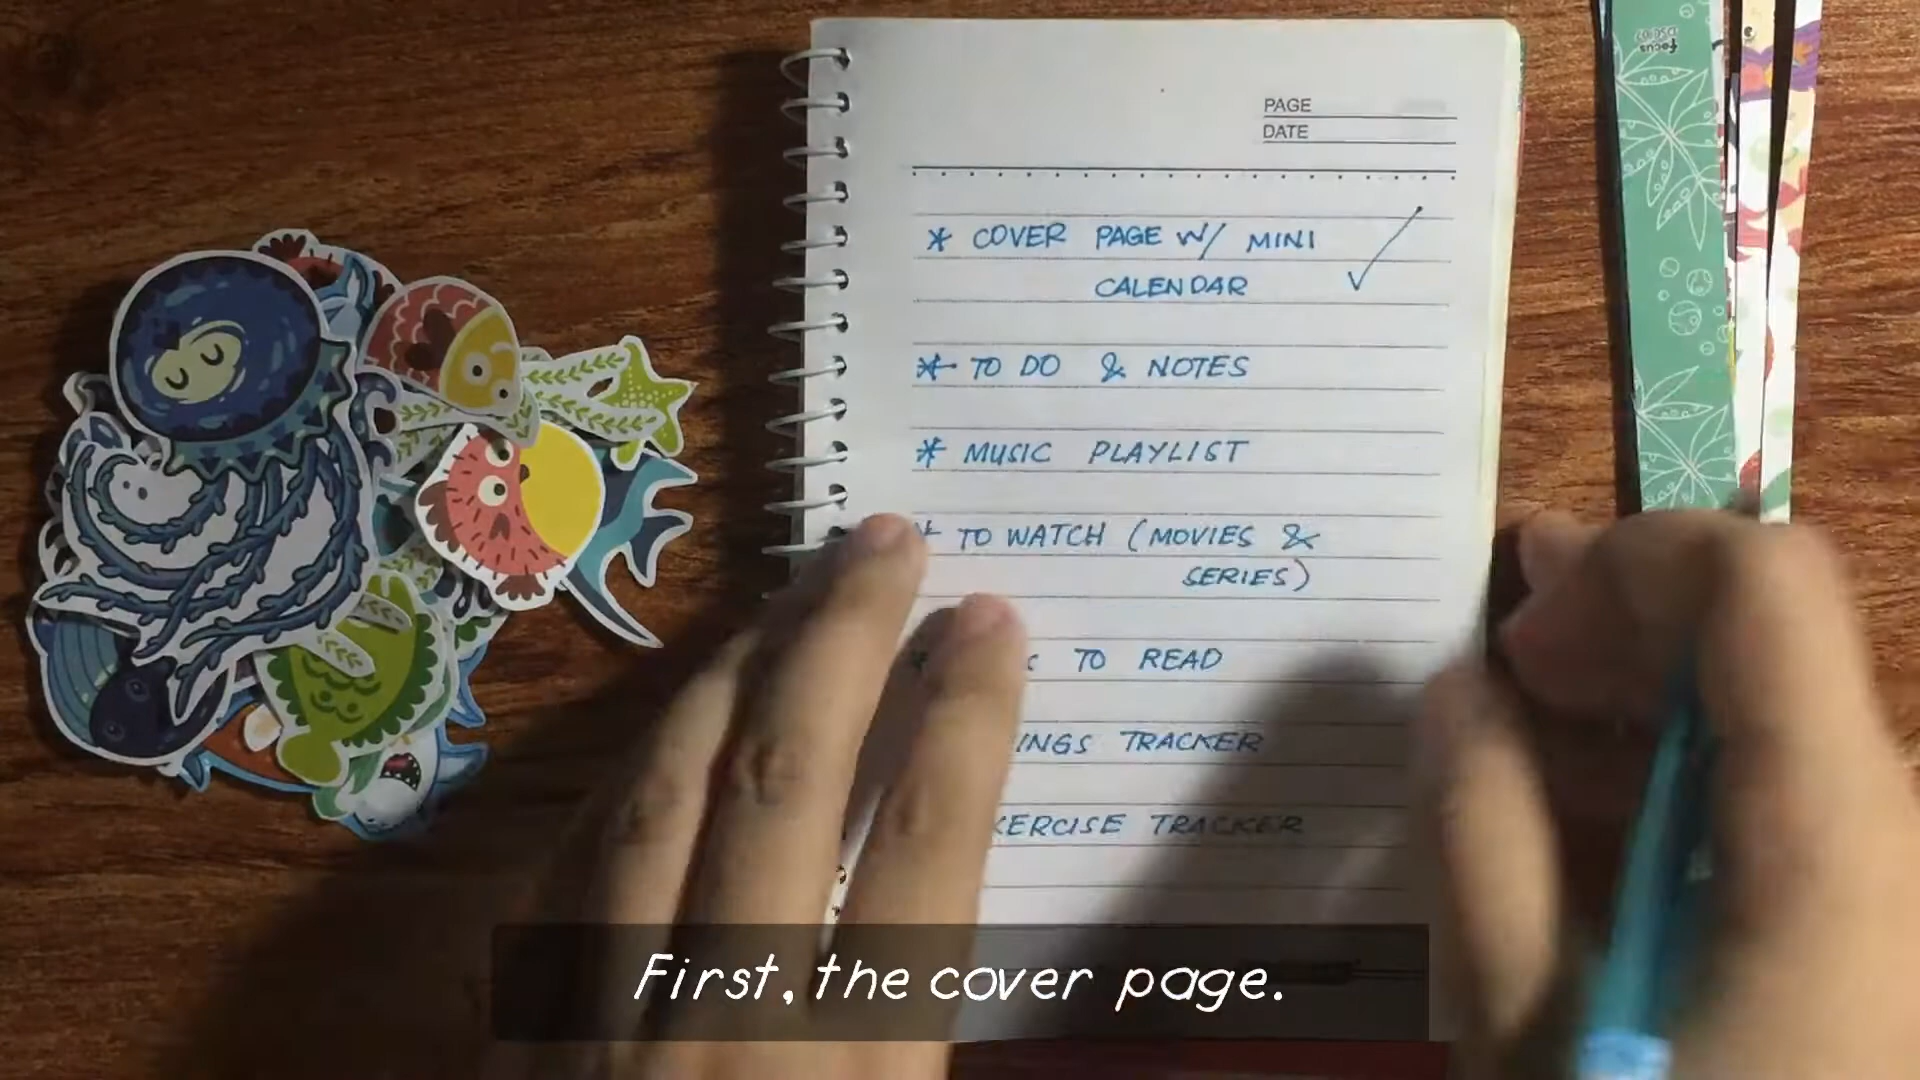 focus
PAGE
DATE
* COVER PAGE W/ MINI
CALENDAR
* TO DO & NOTES
* MUSIC PLAYLIST
* TO WATCH (MOVIES &
SERIES)
TO READ
TRACKER
TRACKER
First, the cover page.